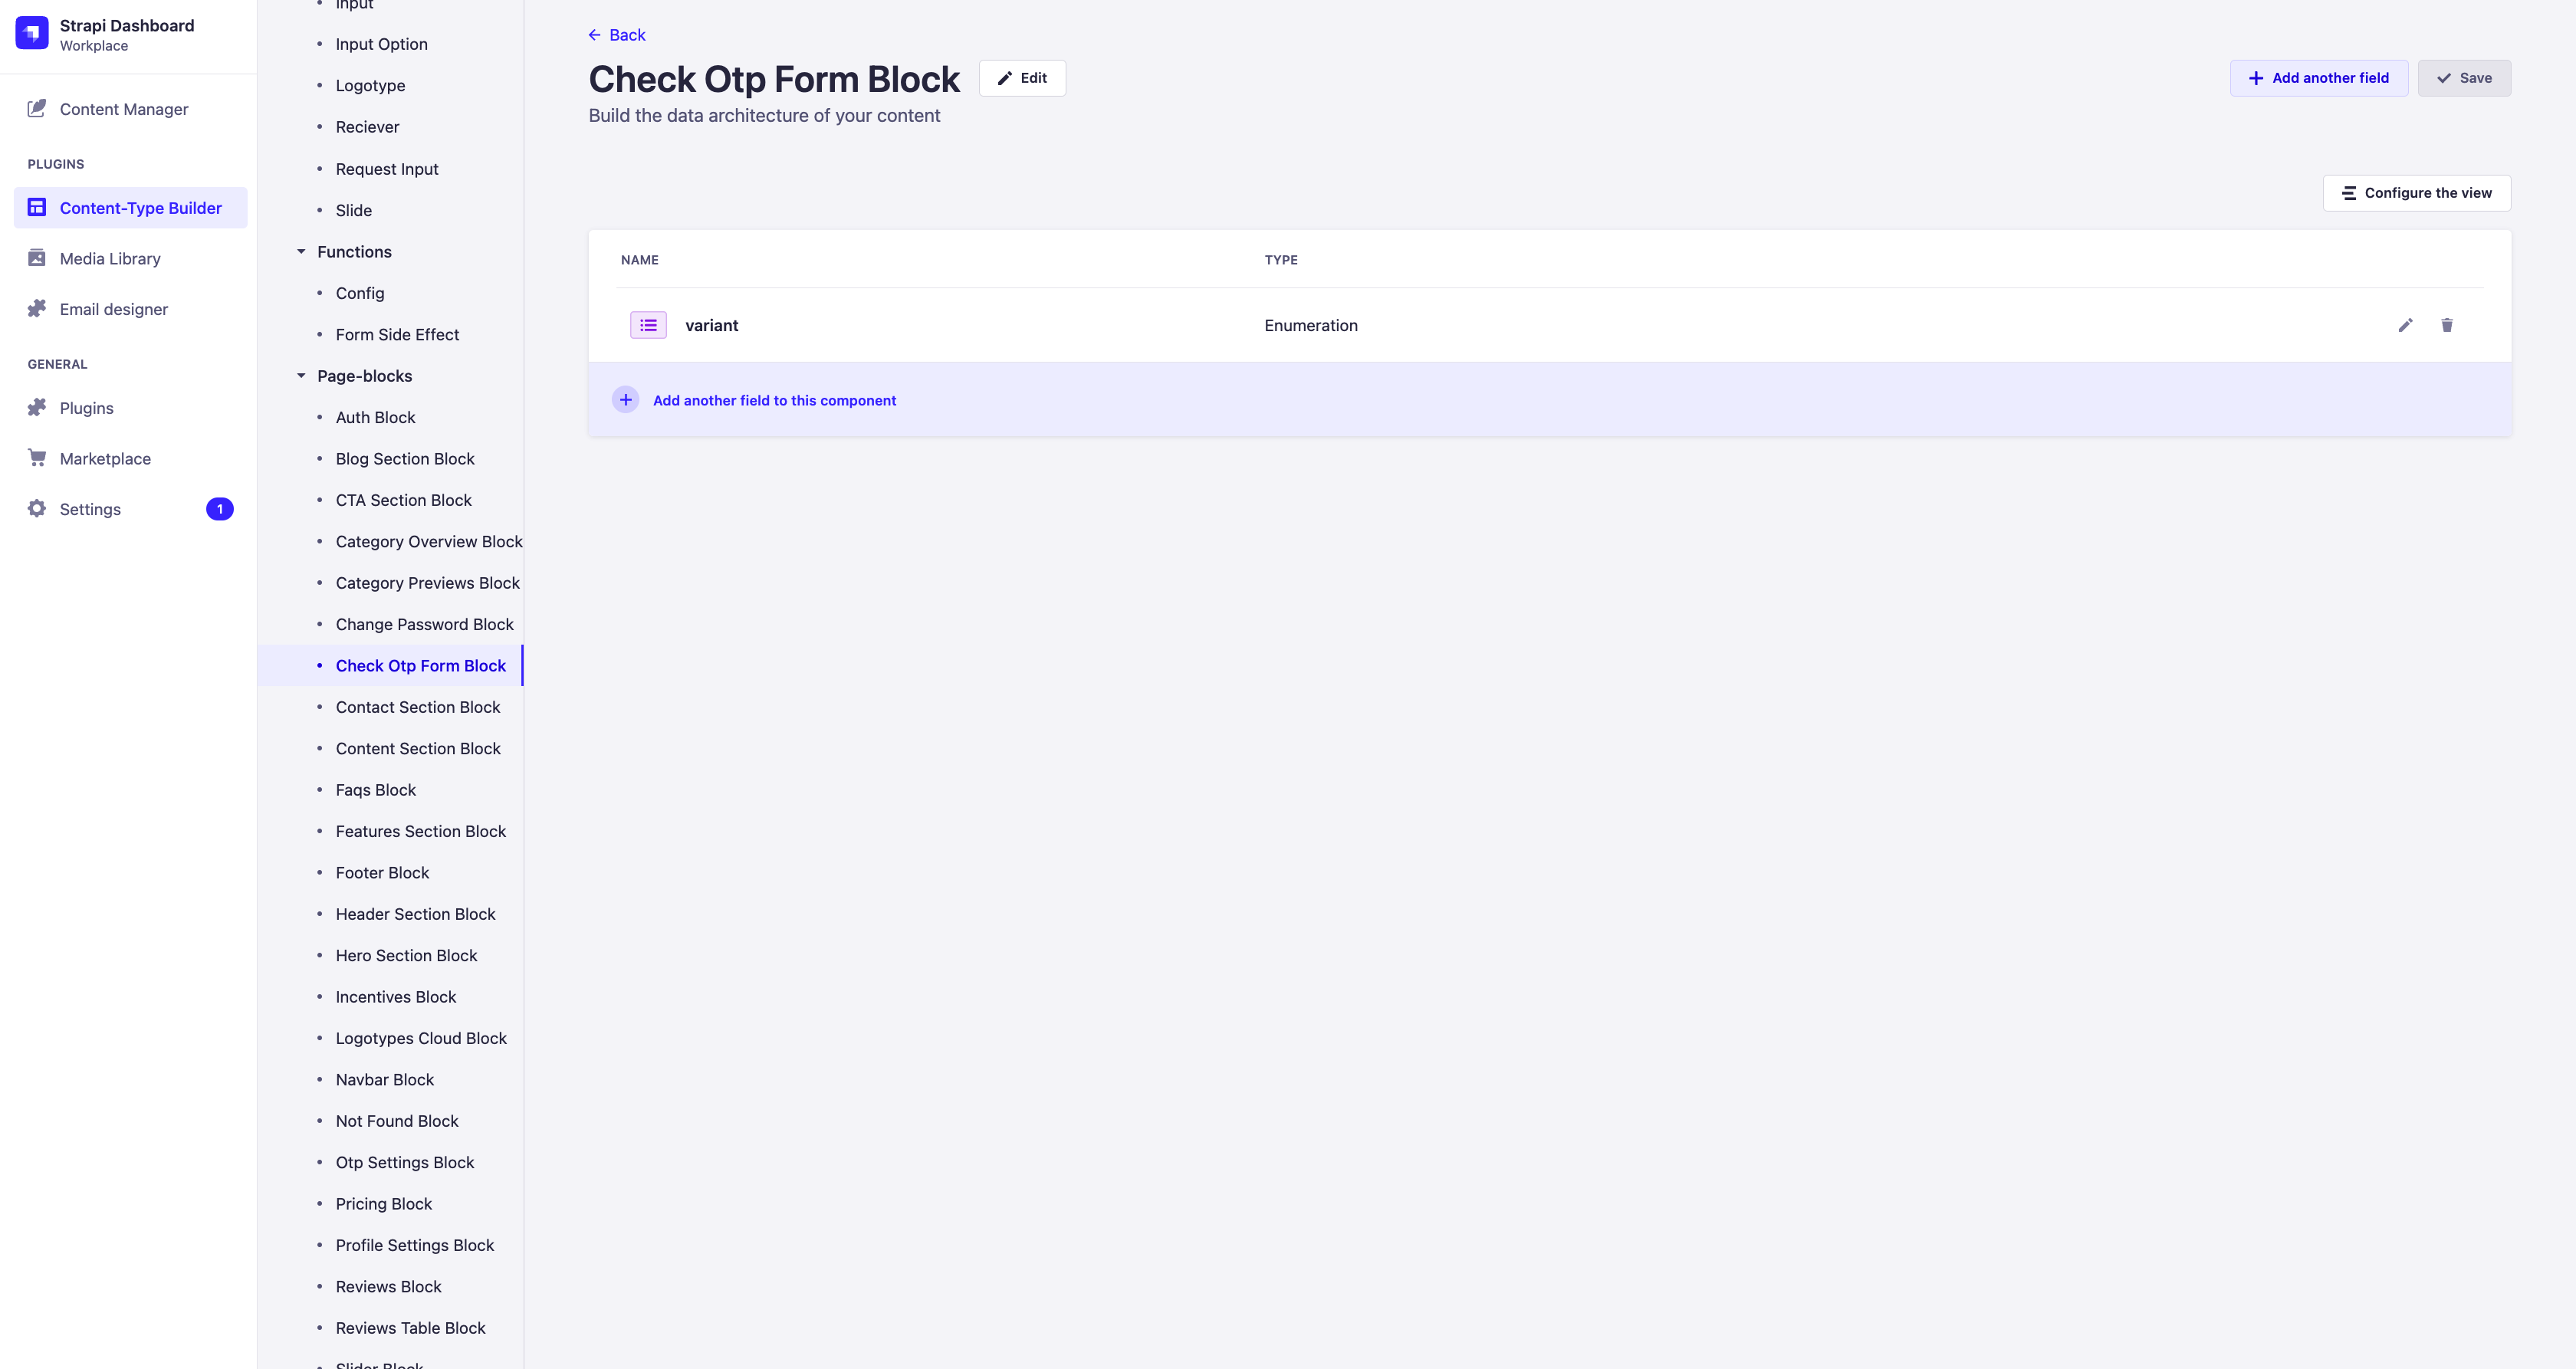 Strapi Dashboard
Workplace
Content Manager
PLUGINS
Content-Type Builder
Media Library
Email designer
GENERAL
Plugins
Marketplace
Settings
1
Input
Input Option
Logotype
Reciever
Request Input
Slide
Functions
Config
Form Side Effect
Page-blocks
Auth Block
Blog Section Block
CTA Section Block
Category Overview Block
Category Previews Block
Change Password Block
Check Otp Form Block
Contact Section Block
Content Section Block
Faqs Block
Features Section Block
Footer Block
Header Section Block
Hero Section Block
Incentives Block
Logotypes Cloud Block
Navbar Block
Not Found Block
Otp Settings Block
Pricing Block
Profile Settings Block
Reviews Block
Reviews Table Block
Slider Block
Back
Check Otp Form Block
Edit
Add another field
Save
Build the data architecture of your content
Configure the view
NAME TYPE
variant Enumeration
Add another field to this component